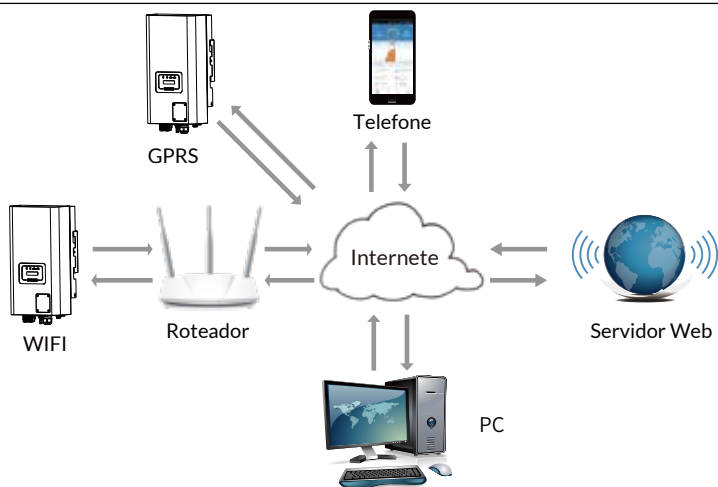 Telefone
GPRS
Internete
WIFI
Roteador
Servidor Web
PC